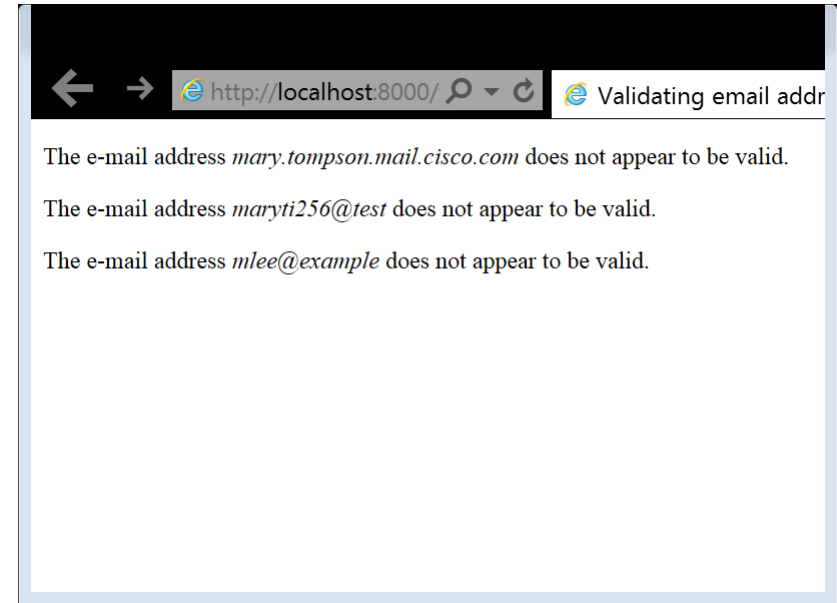 http://localhost:8000/
Validating email addr
The e-mail address mary.tompson.mail.cisco.com does not appear to be valid.
The e-mail address maryti256@test does not appear to be valid.
The e-mail address mlee@example does not appear to be valid.